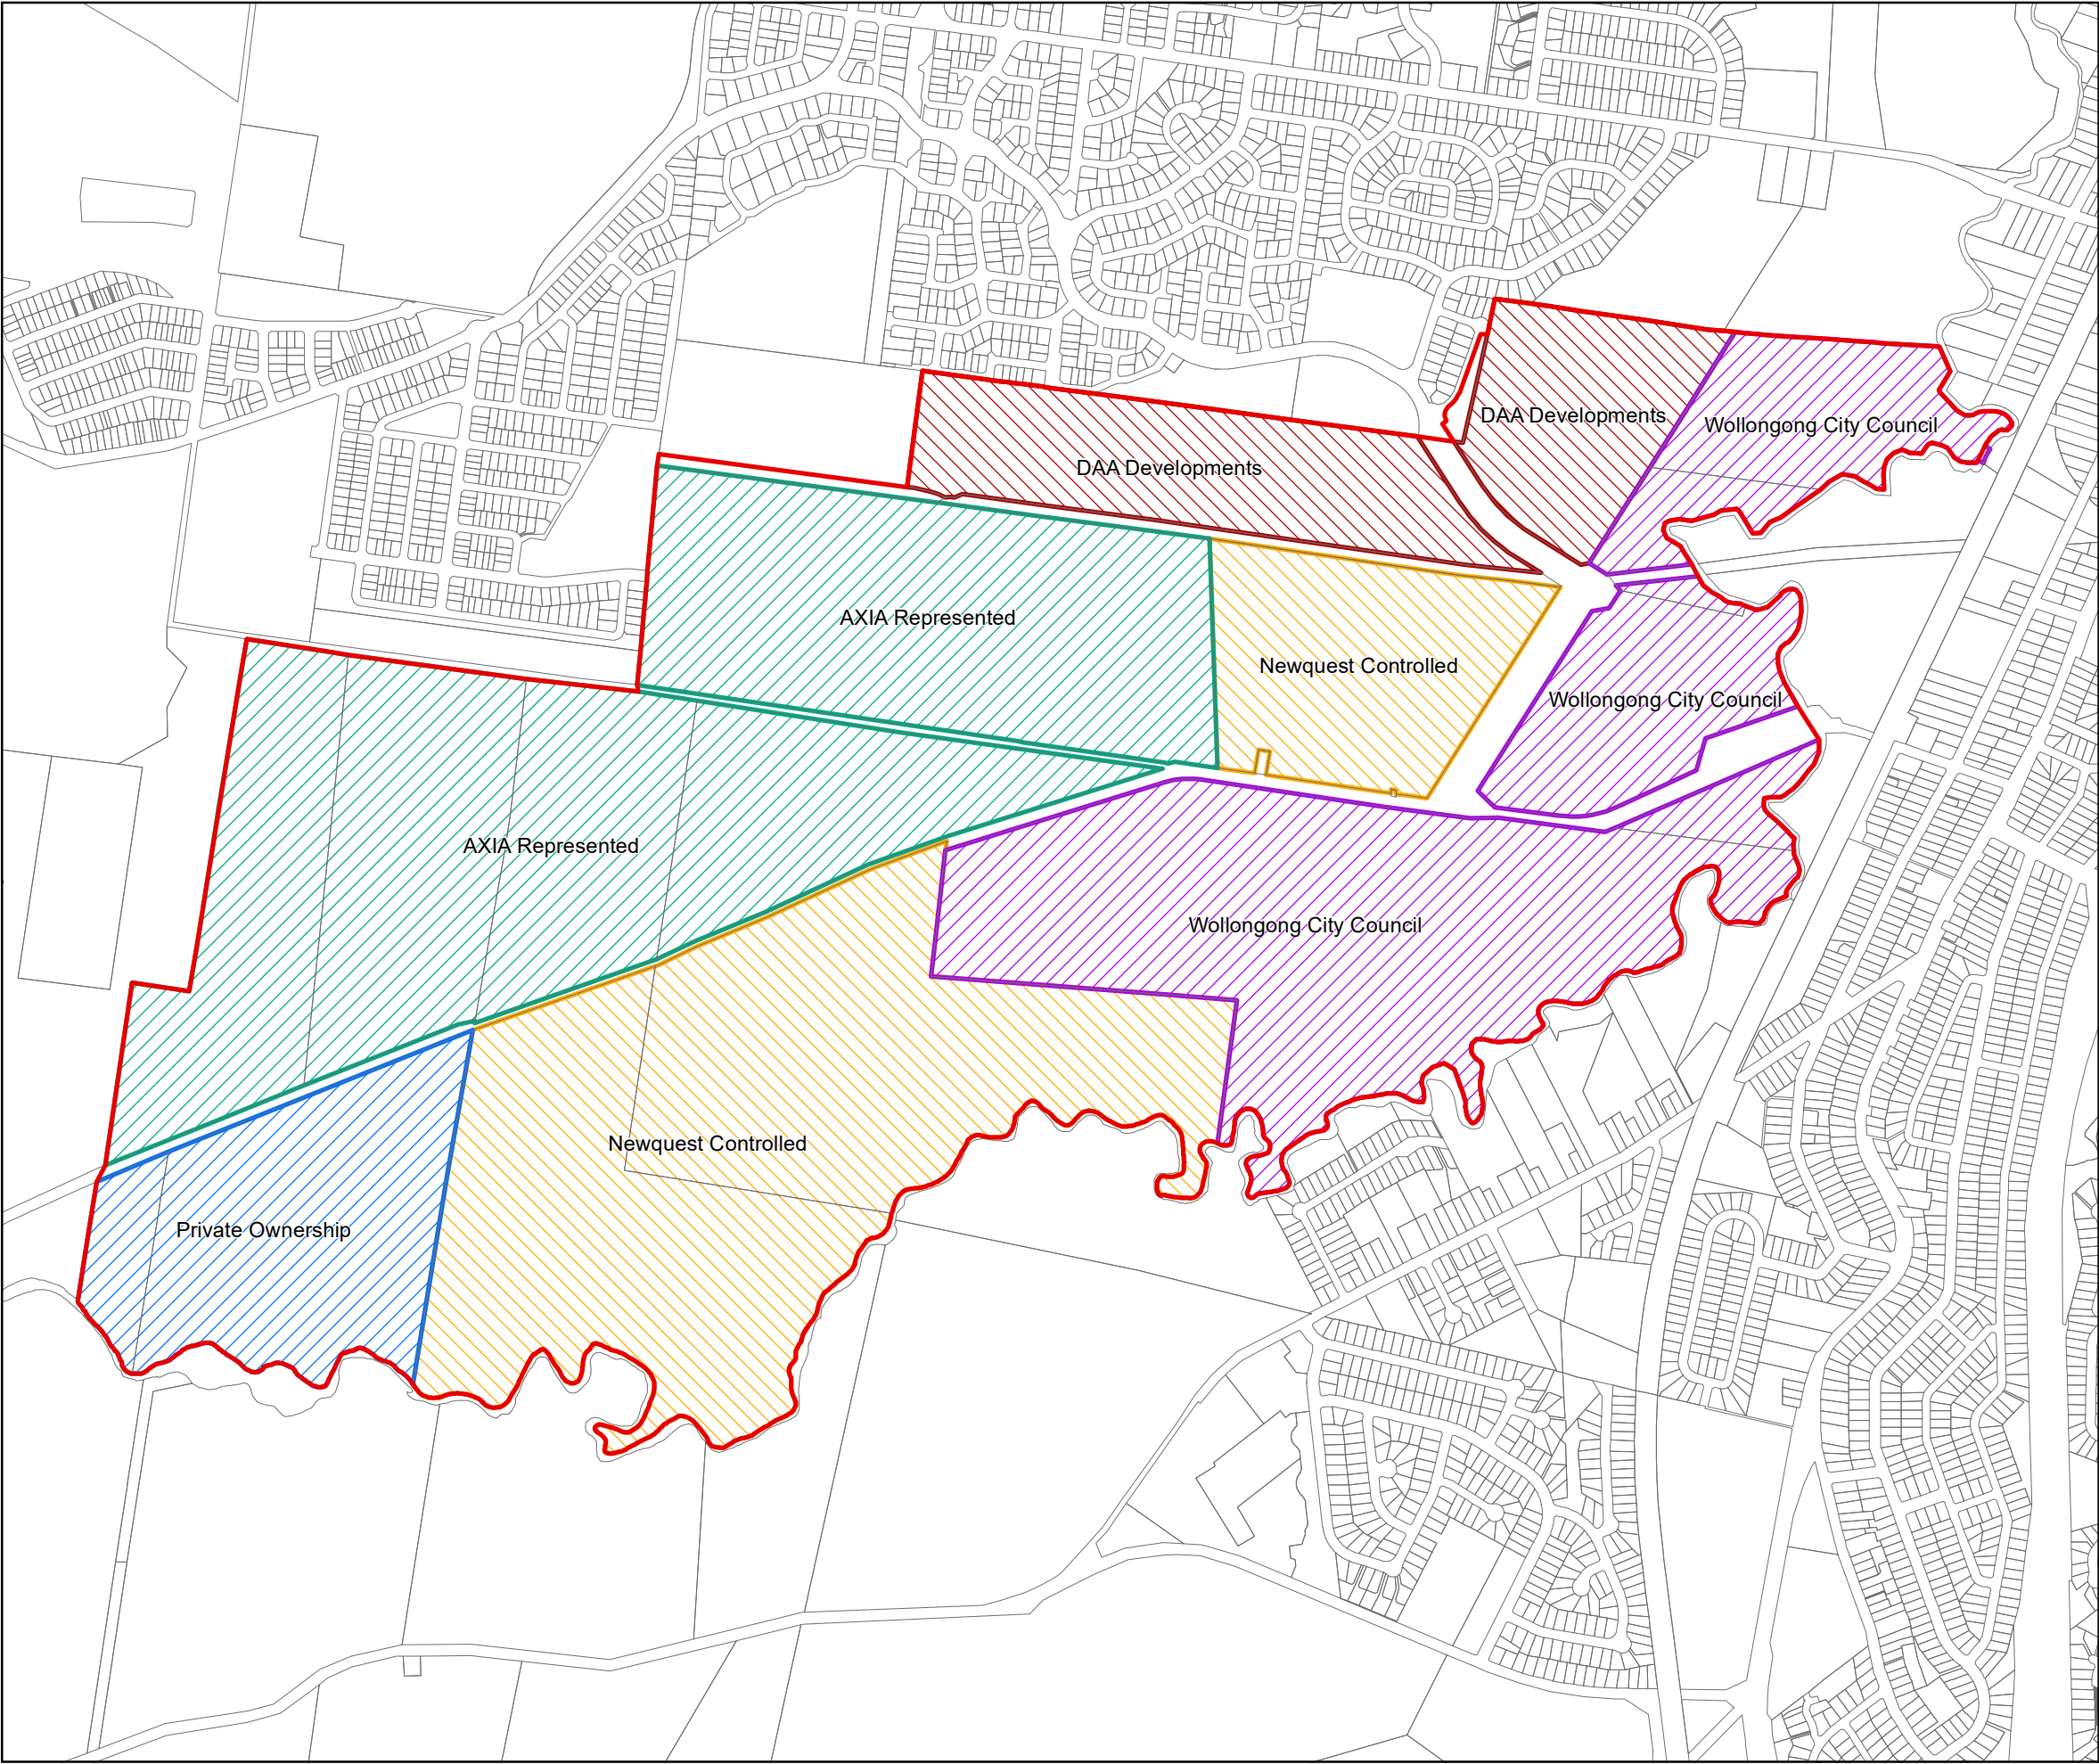 DAA Developments
Wollongong City Council
DAA Developments
AXIA Represented
Newquest Controlled
Wollongong City Council
AXIA Represented
Wollongong City Council
Newquest Controlled
Private Ownership